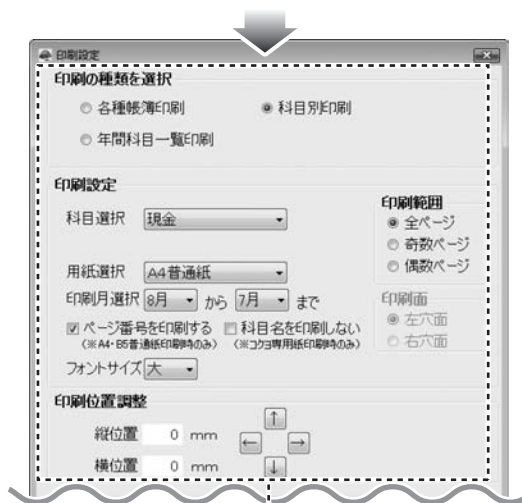 印刷設定
印刷の種類を選択
各種帳簿印刷 科目別印刷
年間科目一覧印刷
印刷設定
科目選択 現金
用紙選択 A4普通紙
印刷月選択 8月 から 7月 まで
ページ番号を印刷する 科目名を印刷しない
(※A4・B5普通紙印刷時のみ) (※コクヨ専用紙印刷時のみ)
フォントサイズ 大
印刷範囲
全ページ
奇数ページ
偶数ページ
印刷面
左穴面
右穴面
印刷位置調整
縦位置 0 mm
横位置 0 mm
↑
← →
↓